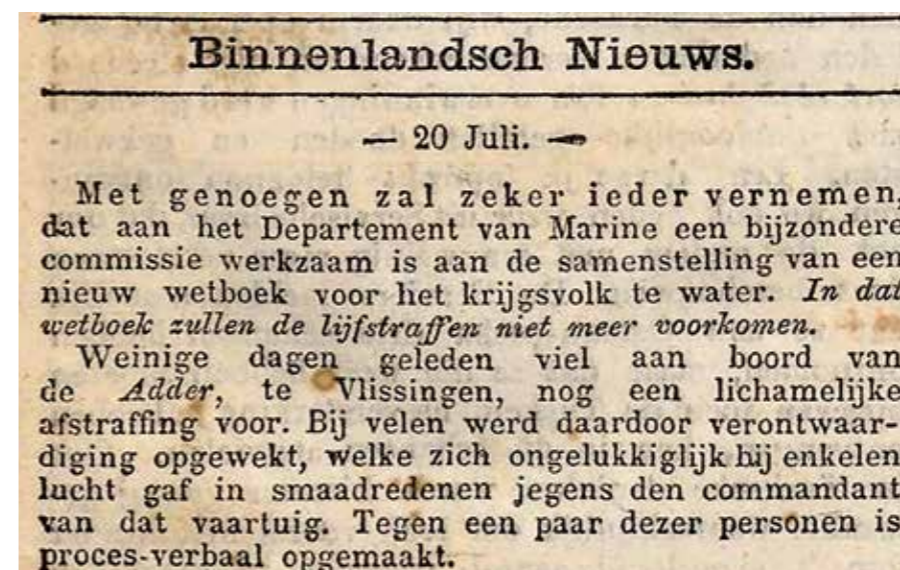 Binnenlandsch Nieuws.
— 20 Juli. —
Met genoegen zal zeker ieder vernemen,
dat aan het Departement van Marine een bijzondere
commissie werkzaam is aan de samenstelling van een
nieuw wetboek voor het krijgsvolk te water. In dat
wetboek zullen de lijfstraffen niet meer voorkomen.
Weinige dagen geleden viel aan boord van
de Adder, te Vlissingen, nog een lichamelijke
afstraffing voor. Bij velen werd daardoor verontwaar-
diging opgewekt, welke zich ongelukkiglijk bij enkelen
lucht gaf in smaadredenen jegens den commandant
van dat vaartuig. Tegen een paar dezer personen is
proces-verbaal opgemaakt.